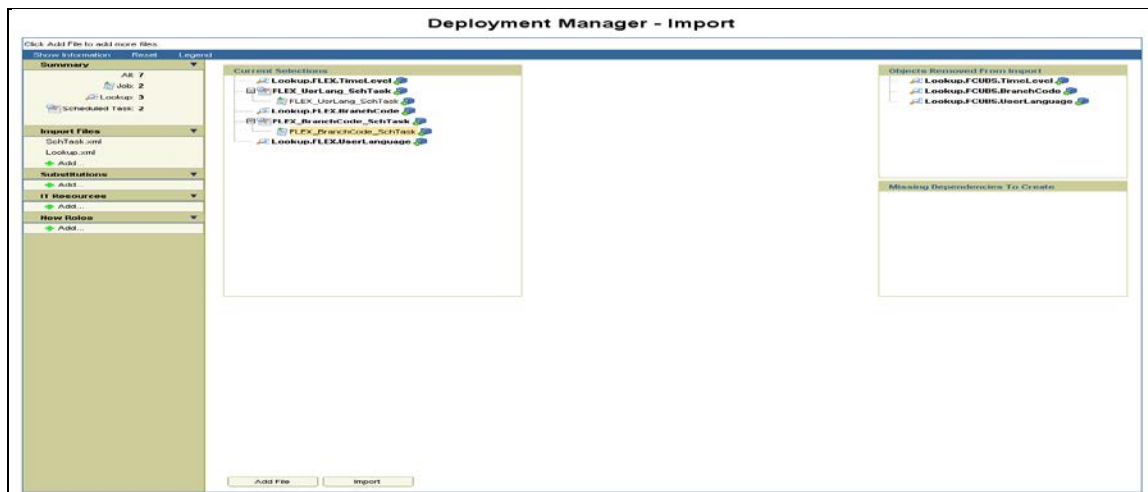 Deployment Manager - Import
Click Add File to add more files.
Show Information Reset Legend
Summary
All: 7
Job: 2
Lookup: 3
Scheduled Task: 2
Import Files
SchTask.xml
Lookup.xml
Add...
Substitutions
Add...
IT Resources
Add...
New Roles
Add...
Current Selections
Lookup.FLEX.TimeLevel
FLEX_UsrLang_SchTask
FLEX_UsrLang_SchTask
Lookup.FLEX.BranchCode
FLEX_BranchCode_SchTask
FLEX_BranchCode_SchTask
Lookup.FLEX.UserLanguage
Objects Removed From Import
Lookup.FCUBS.TimeLevel
Lookup.FCUBS.BranchCode
Lookup.FCUBS.UserLanguage
Missing Dependencies To Create
Add File Import